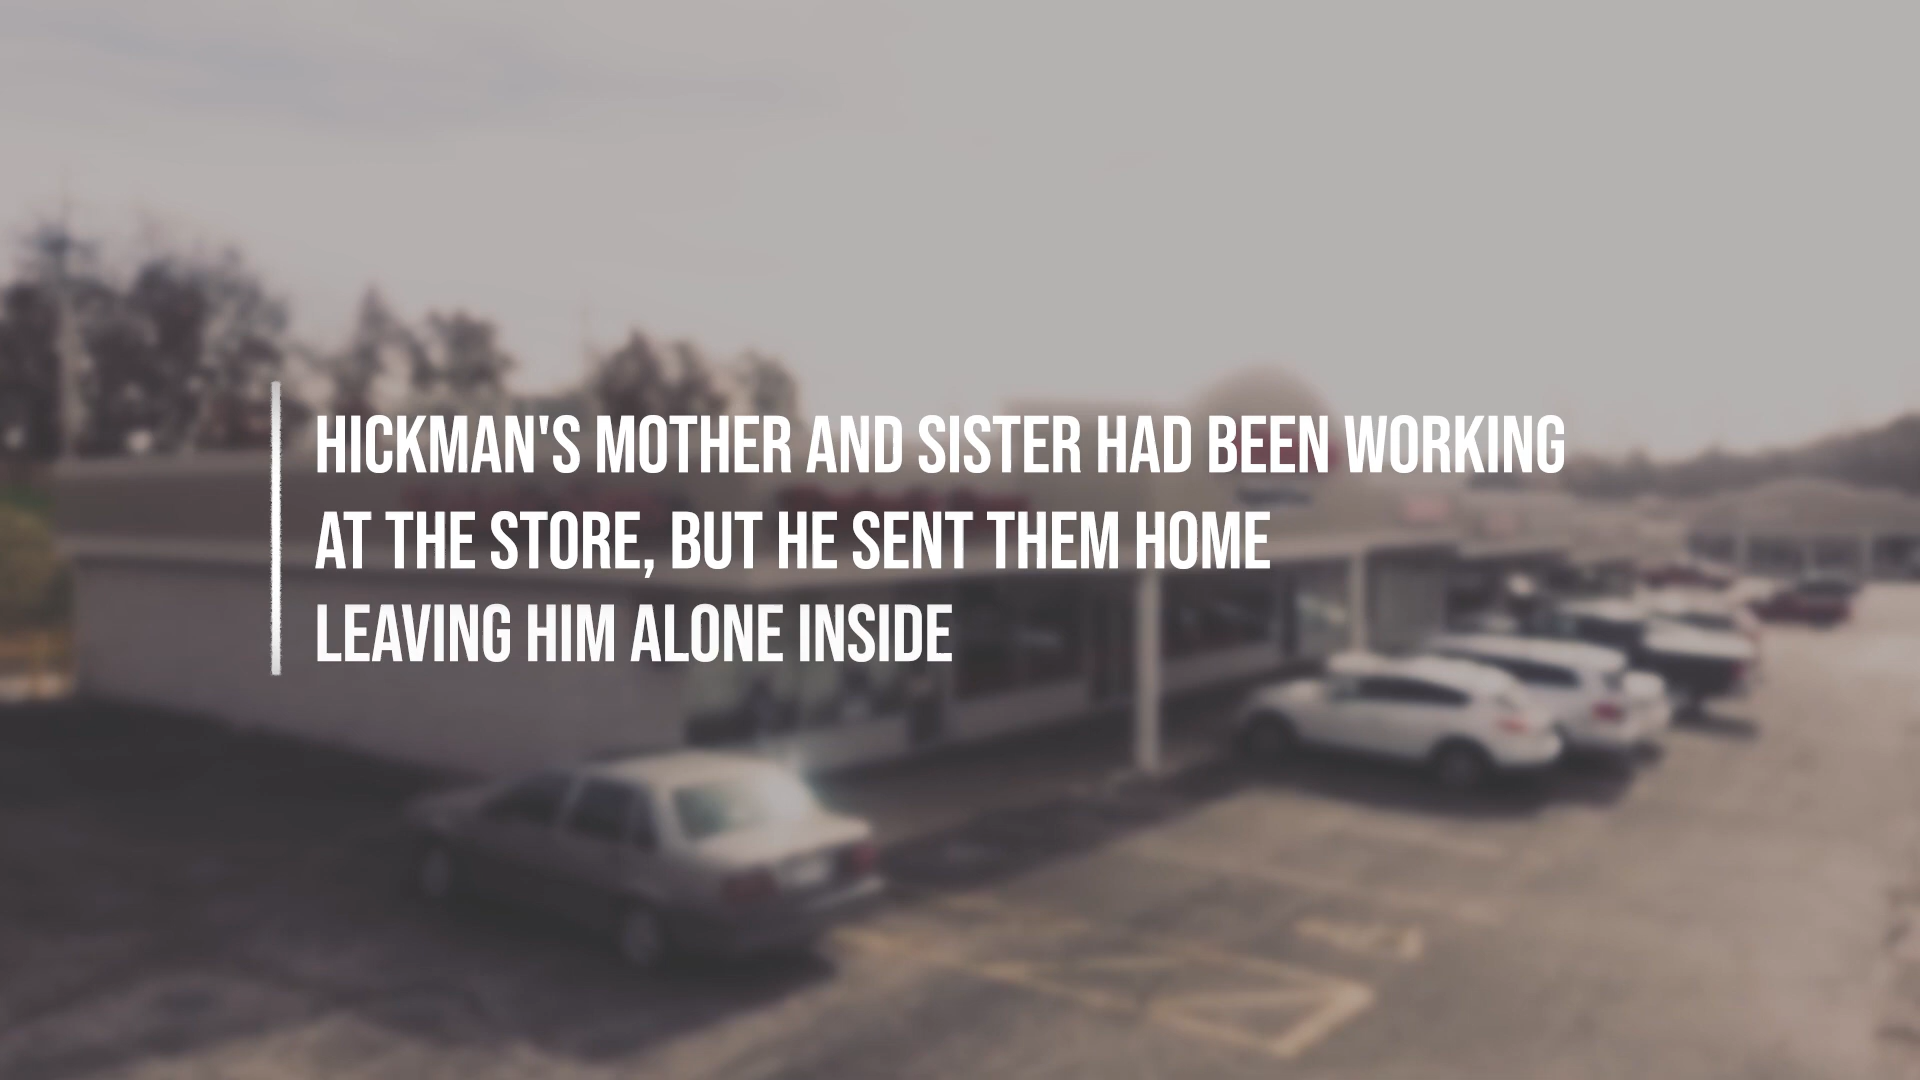 HICKMAN'S MOTHER AND SISTER HAD BEEN WORKING
AT THE STORE, BUT HE SENT THEM HOME
LEAVING HIM ALONE INSIDE